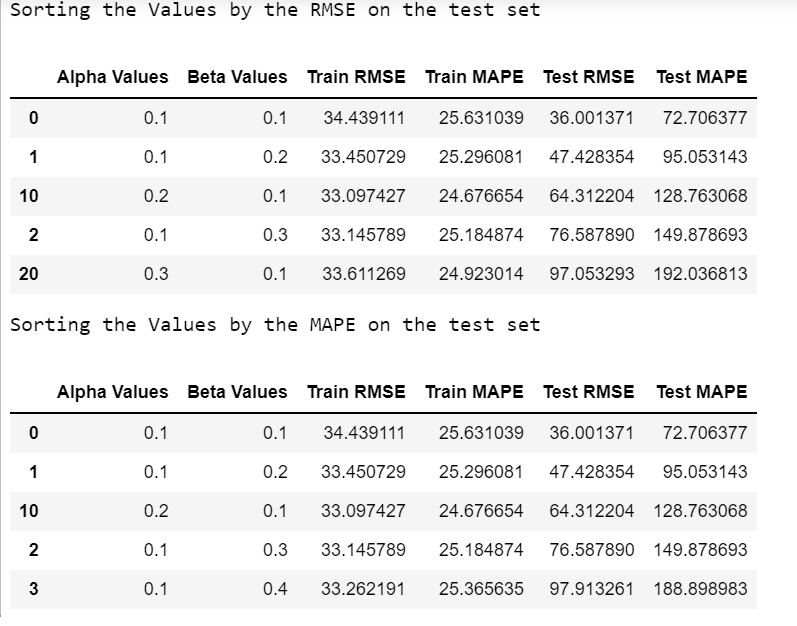 Sorting the Values by the RMSE on the test set
Alpha Values Beta Values Train RMSE Train MAPE Test RMSE Test MAPE
0 0.1 0.1 34.439111 25.631039 36.001371 72.706377
1 0.1 0.2 33.450729 25.296081 47.428354 95.053143
10 0.2 0.1 33.097427 24.676654 64.312204 128.763068
2 0.1 0.3 33.145789 25.184874 76.587890 149.878693
20 0.3 0.1 33.611269 24.923014 97.053293 192.036813
Sorting the Values by the MAPE on the test set
Alpha Values Beta Values Train RMSE Train MAPE Test RMSE Test MAPE
0 0.1 0.1 34.439111 25.631039 36.001371 72.706377
1 0.1 0.2 33.450729 25.296081 47.428354 95.053143
10 0.2 0.1 33.097427 24.676654 64.312204 128.763068
2 0.1 0.3 33.145789 25.184874 76.587890 149.878693
3 0.1 0.4 33.262191 25.365635 97.913261 188.898983